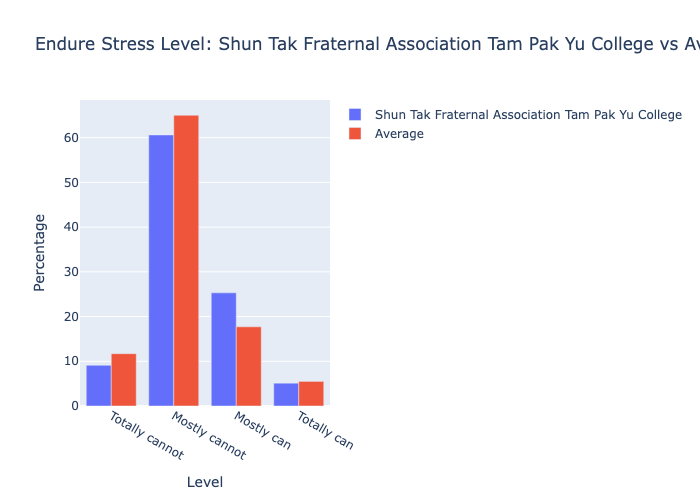 Endure Stress Level: Shun Tak Fraternal Association Tam Pak Yu College vs Av
Shun Tak Fraternal Association Tam Pak Yu College
Average
Percentage
60
50
40
30
20
10
0
Totally cannot
Mostly cannot
Mostly can
Totally can
Level